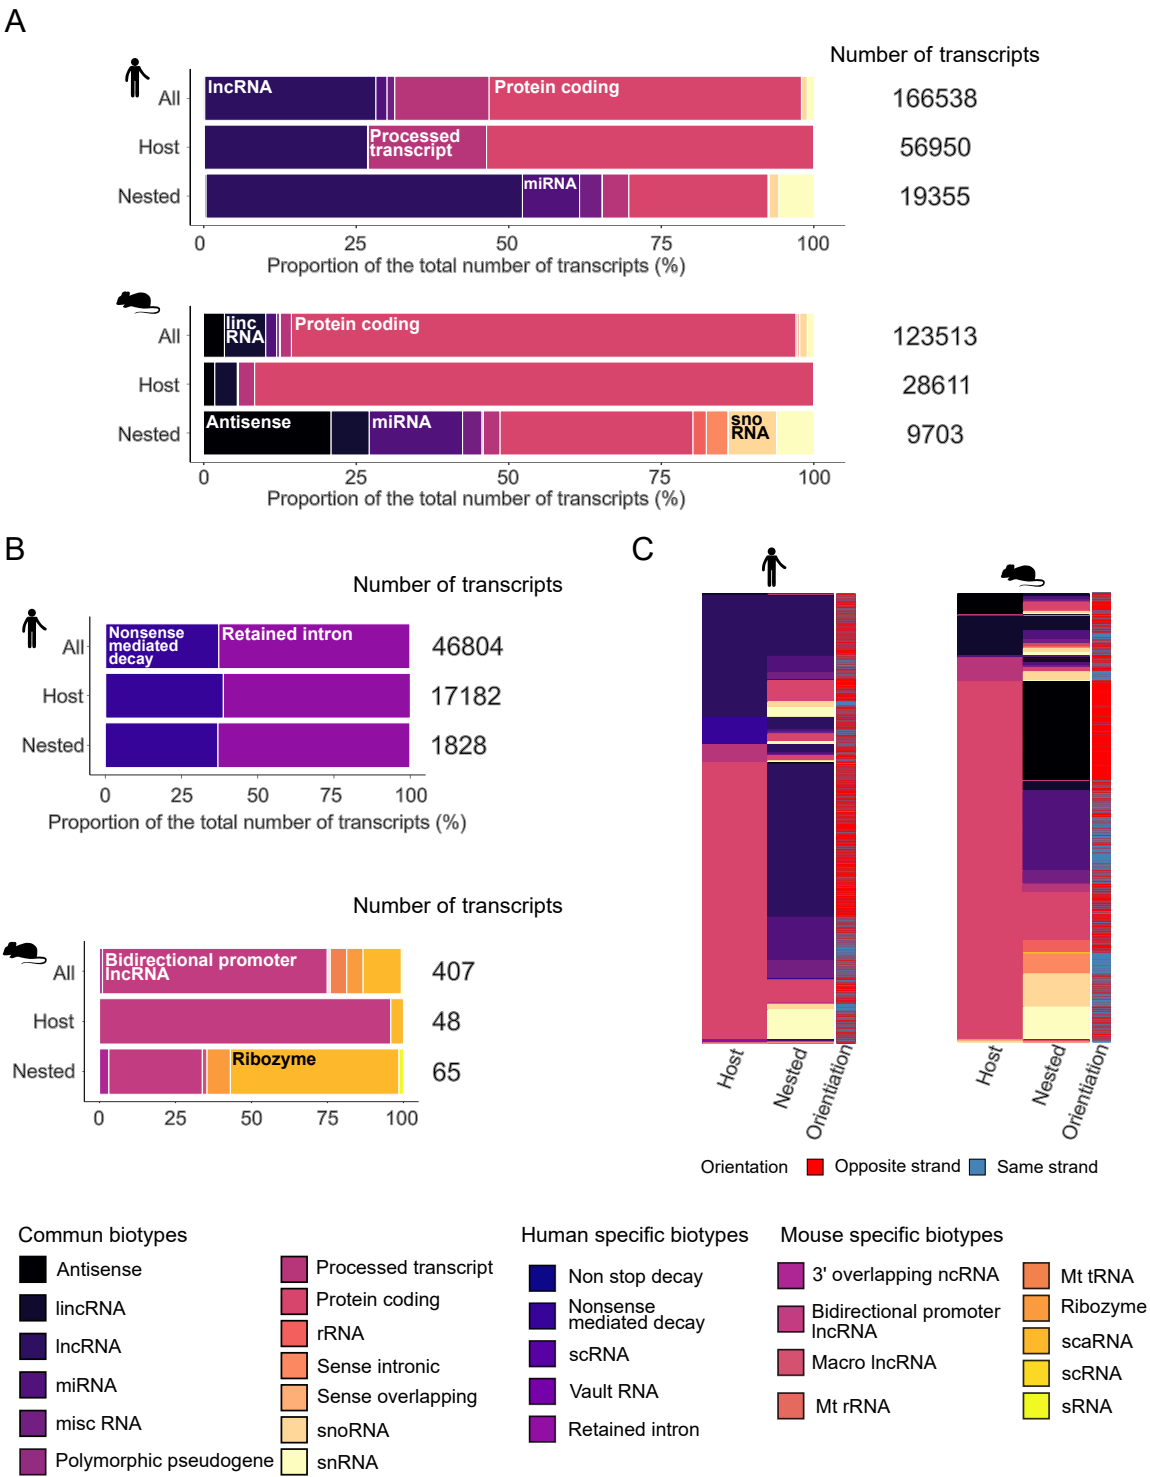 A
Number of transcripts
All
lncRNA
Protein coding
166538
Host
Processed
transcript
56950
Nested
miRNA
19355
0 25 50 75 100
Proportion of the total number of transcripts (%)
All
linc
RNA
Protein coding
123513
Host
28611
Nested
Antisense
miRNA
sno
RNA
9703
0 25 50 75 100
Proportion of the total number of transcripts (%)
B
Number of transcripts
All
Nonsense
mediated
decay
Retained intron
46804
Host
17182
Nested
1828
0 25 50 75 100
Proportion of the total number of transcripts (%)
Number of transcripts
All
Bidirectional promoter
lncRNA
407
Host
48
Nested
Ribozyme
65
0 25 50 75 100
C
Host
Nested
Orientiation
Host
Nested
Orientiation
Orientation Opposite strand Same strand
Commun biotypes
Antisense
lincRNA
lncRNA
miRNA
misc RNA
Polymorphic pseudogene
Processed transcript
Protein coding
rRNA
Sense intronic
Sense overlapping
snoRNA
snRNA
Human specific biotypes
Non stop decay
Nonsense
mediated decay
scRNA
Vault RNA
Retained intron
Mouse specific biotypes
3' overlapping ncRNA
Bidirectional promoter
lncRNA
Macro lncRNA
Mt rRNA
Mt tRNA
Ribozyme
scaRNA
scRNA
sRNA